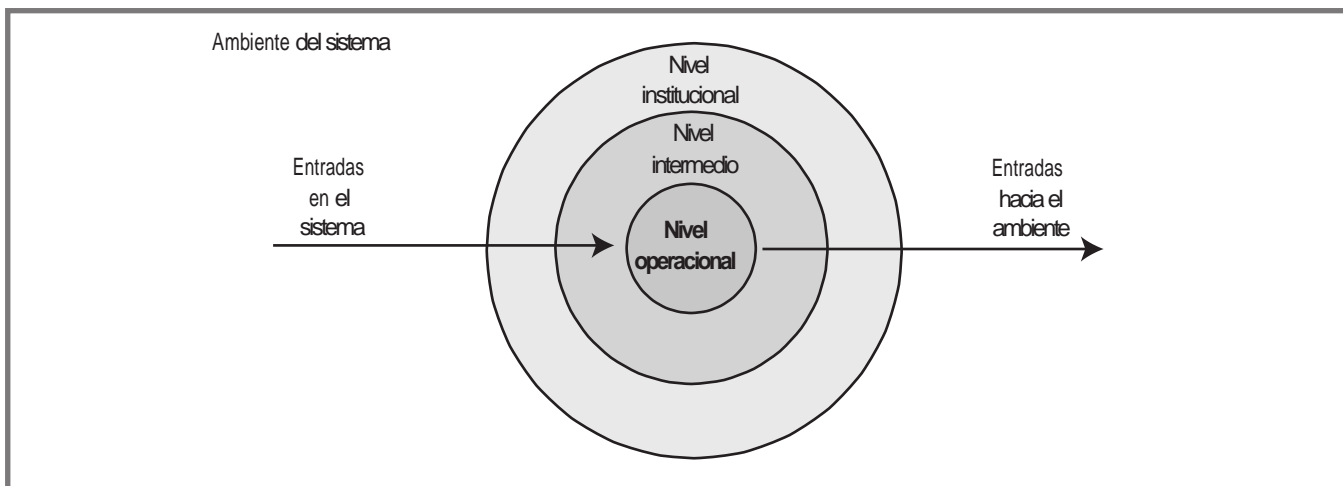 Ambiente del sistema
Nivel
institucional
Nivel
intermedio
Entradas
en el
sistema
Nivel
operacional
Entradas
hacia el
ambiente